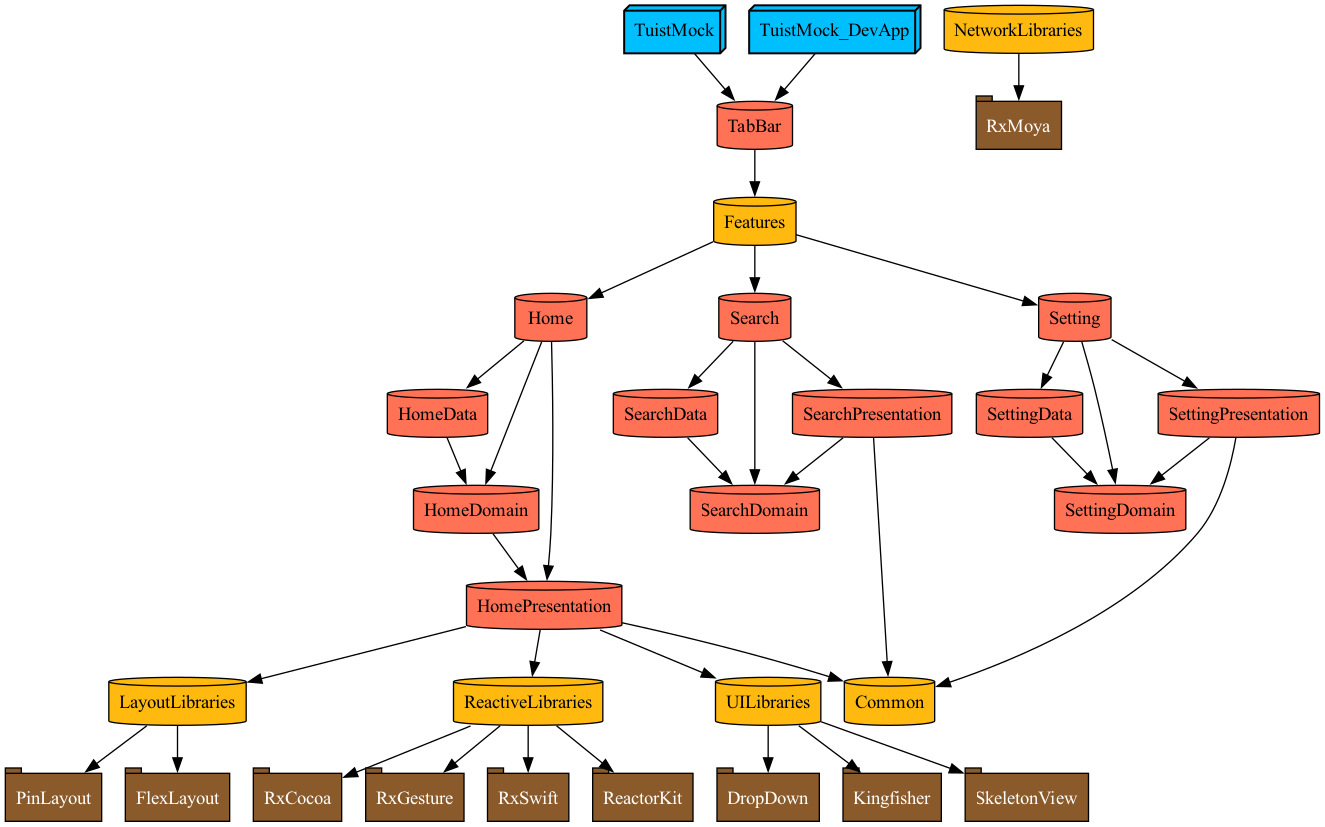 TuistMock
TuistMock_DevApp
NetworkLibraries
TabBar
RxMoya
Features
Home
Search
Setting
HomeData
SearchData
SearchPresentation
SettingData
SettingPresentation
HomeDomain
SearchDomain
SettingDomain
HomePresentation
LayoutLibraries
ReactiveLibraries
UILibraries
Common
PinLayout
FlexLayout
RxCocoa
RxGesture
RxSwift
ReactorKit
DropDown
Kingfisher
SkeletonView